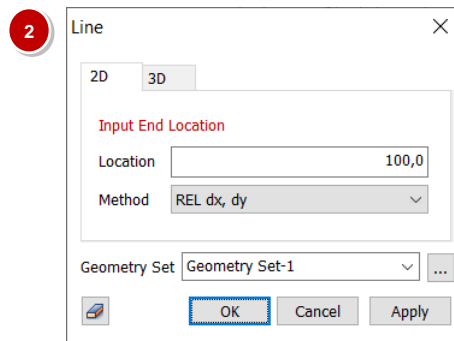 2
Line
2D 3D
Input End Location
Location 100,0
Method REL dx, dy
Geometry Set Geometry Set-1 ...
OK Cancel Apply